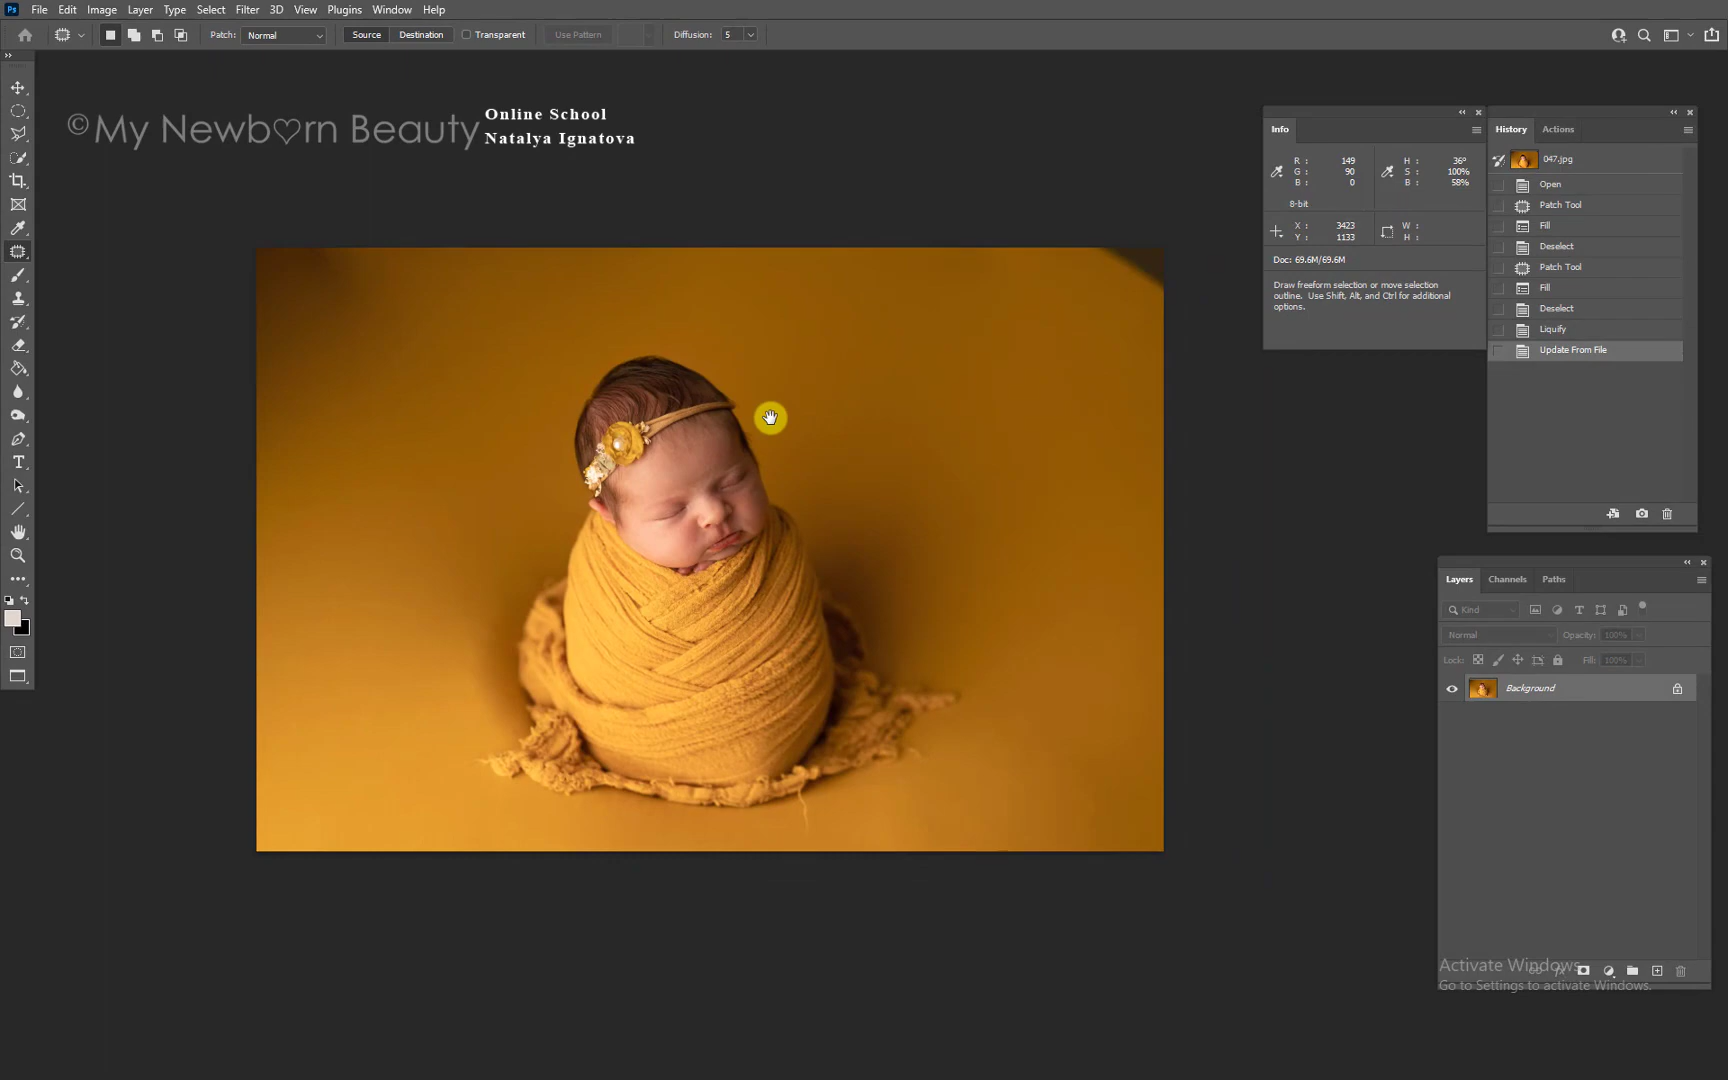 Ps File Edit Image Layer Type Select Filter 3D View Plugins Window Help
Patch: Normal Source Destination Transparent Use Pattern Diffusion: 5
©My Newborn Beauty
Online School
Natalya Ignatova
Info
R: 149 H: 36°
G: 90 S: 100%
B: 0 B: 58%
8-bit
X: 3423 W:
Y: 1133 H:
Doc: 69.6M/69.6M
Draw freeform selection or move selection
outline. Use Shift, Alt, and Ctrl for additional
options.
History Actions
047.jpg
Open
Patch Tool
Fill
Deselect
Patch Tool
Fill
Deselect
Liquify
Update From File
Layers Channels Paths
Kind
Normal Opacity: 100%
Lock: Fill: 100%
Background
Activate Windows
Go to Settings to activate Windows.